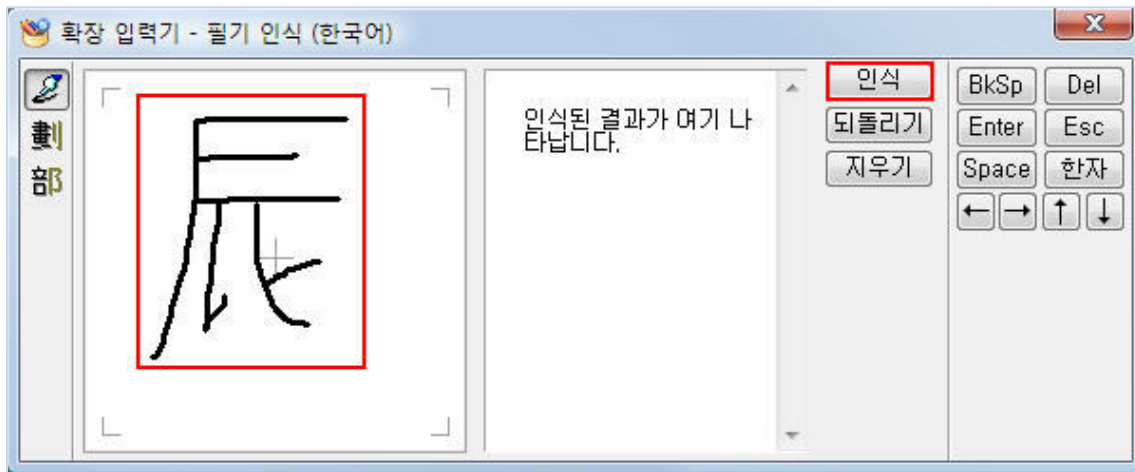 확장 입력기 - 필기 인식 (한국어)
劃
部
辰
인식된 결과가 여기 나
타납니다.
인식
되돌리기
지우기
BkSp Del
Enter Esc
Space 한자
← → ↑ ↓